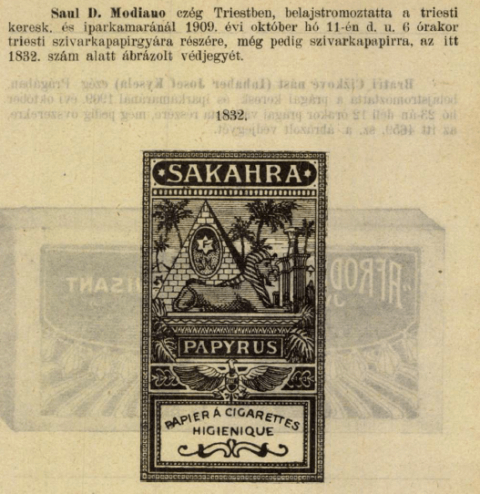 Saul D. Modiano czég Triestben, belajstromoztatta a triesti
keresk. és iparkamaránál 1909. évi október hó 11-én d. u. 6 órakor
triesti szivarkapapirgyára részére, még pedig szivarkapapirra, az itt
1832. szám alatt ábrázolt védjegyét.
1832.
SAKAHRA
PAPYRUS
PAPIER À CIGARETTES
HIGIENIQUE